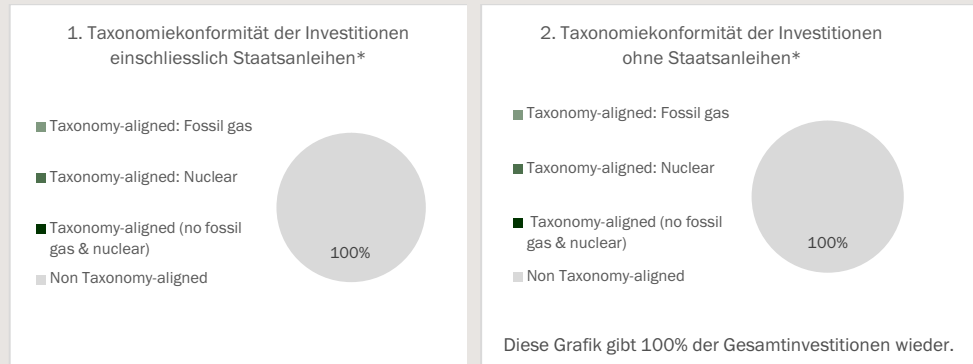 1. Taxonomiekonformität der Investitionen
einschliesslich Staatsanleihen*
Taxonomy-aligned: Fossil gas
Taxonomy-aligned: Nuclear
Taxonomy-aligned (no fossil
gas & nuclear)
Non Taxonomy-aligned
100%
2. Taxonomiekonformität der Investitionen
ohne Staatsanleihen*
Taxonomy-aligned: Fossil gas
Taxonomy-aligned: Nuclear
Taxonomy-aligned (no fossil
gas & nuclear)
Non Taxonomy-aligned
100%
Diese Grafik gibt 100% der Gesamtinvestitionen wieder.